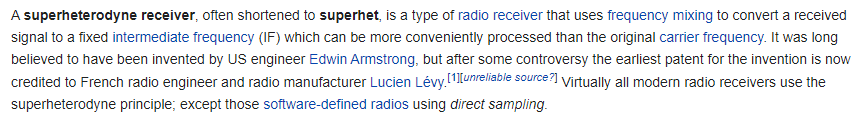 A superheterodyne receiver, often shortened to superhet, is a type of radio receiver that uses frequency mixing to convert a received
signal to a fixed intermediate frequency (IF) which can be more conveniently processed than the original carrier frequency. It was long
believed to have been invented by US engineer Edwin Armstrong, but after some controversy the earliest patent for the invention is now
credited to French radio engineer and radio manufacturer Lucien Lévy.[1][unreliable source?] Virtually all modern radio receivers use the
superheterodyne principle; except those software-defined radios using direct sampling.